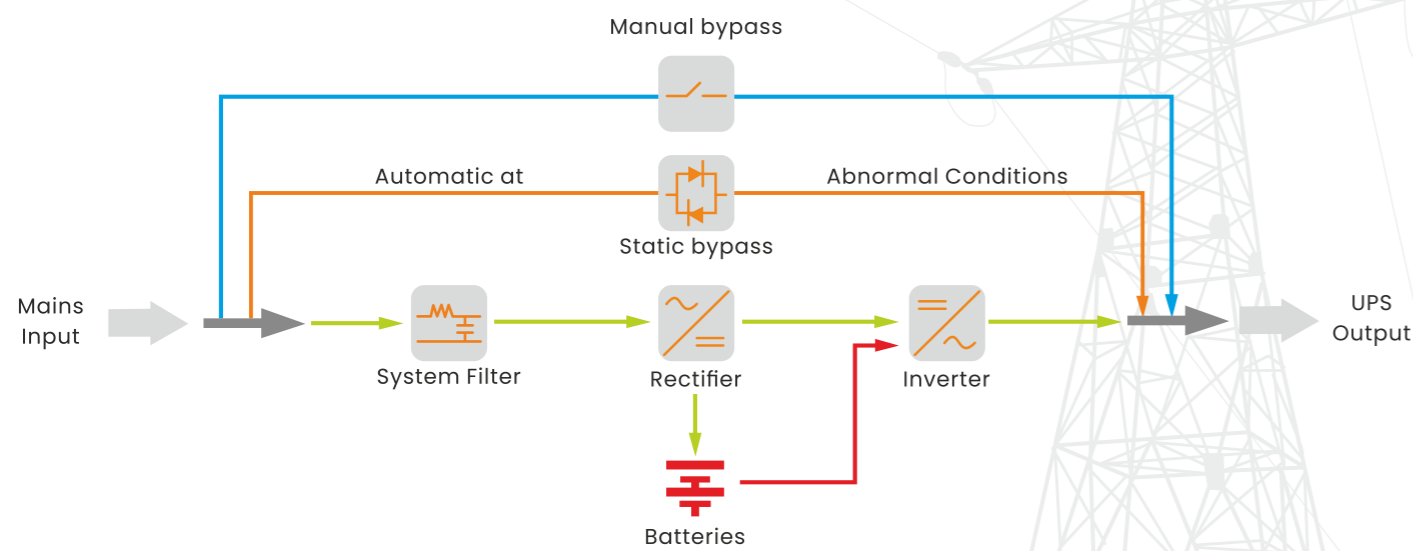 Manual bypass
Automatic at
Abnormal Conditions
Static bypass
Mains
Input
UPS
Output
System Filter
Rectifier
Inverter
Batteries